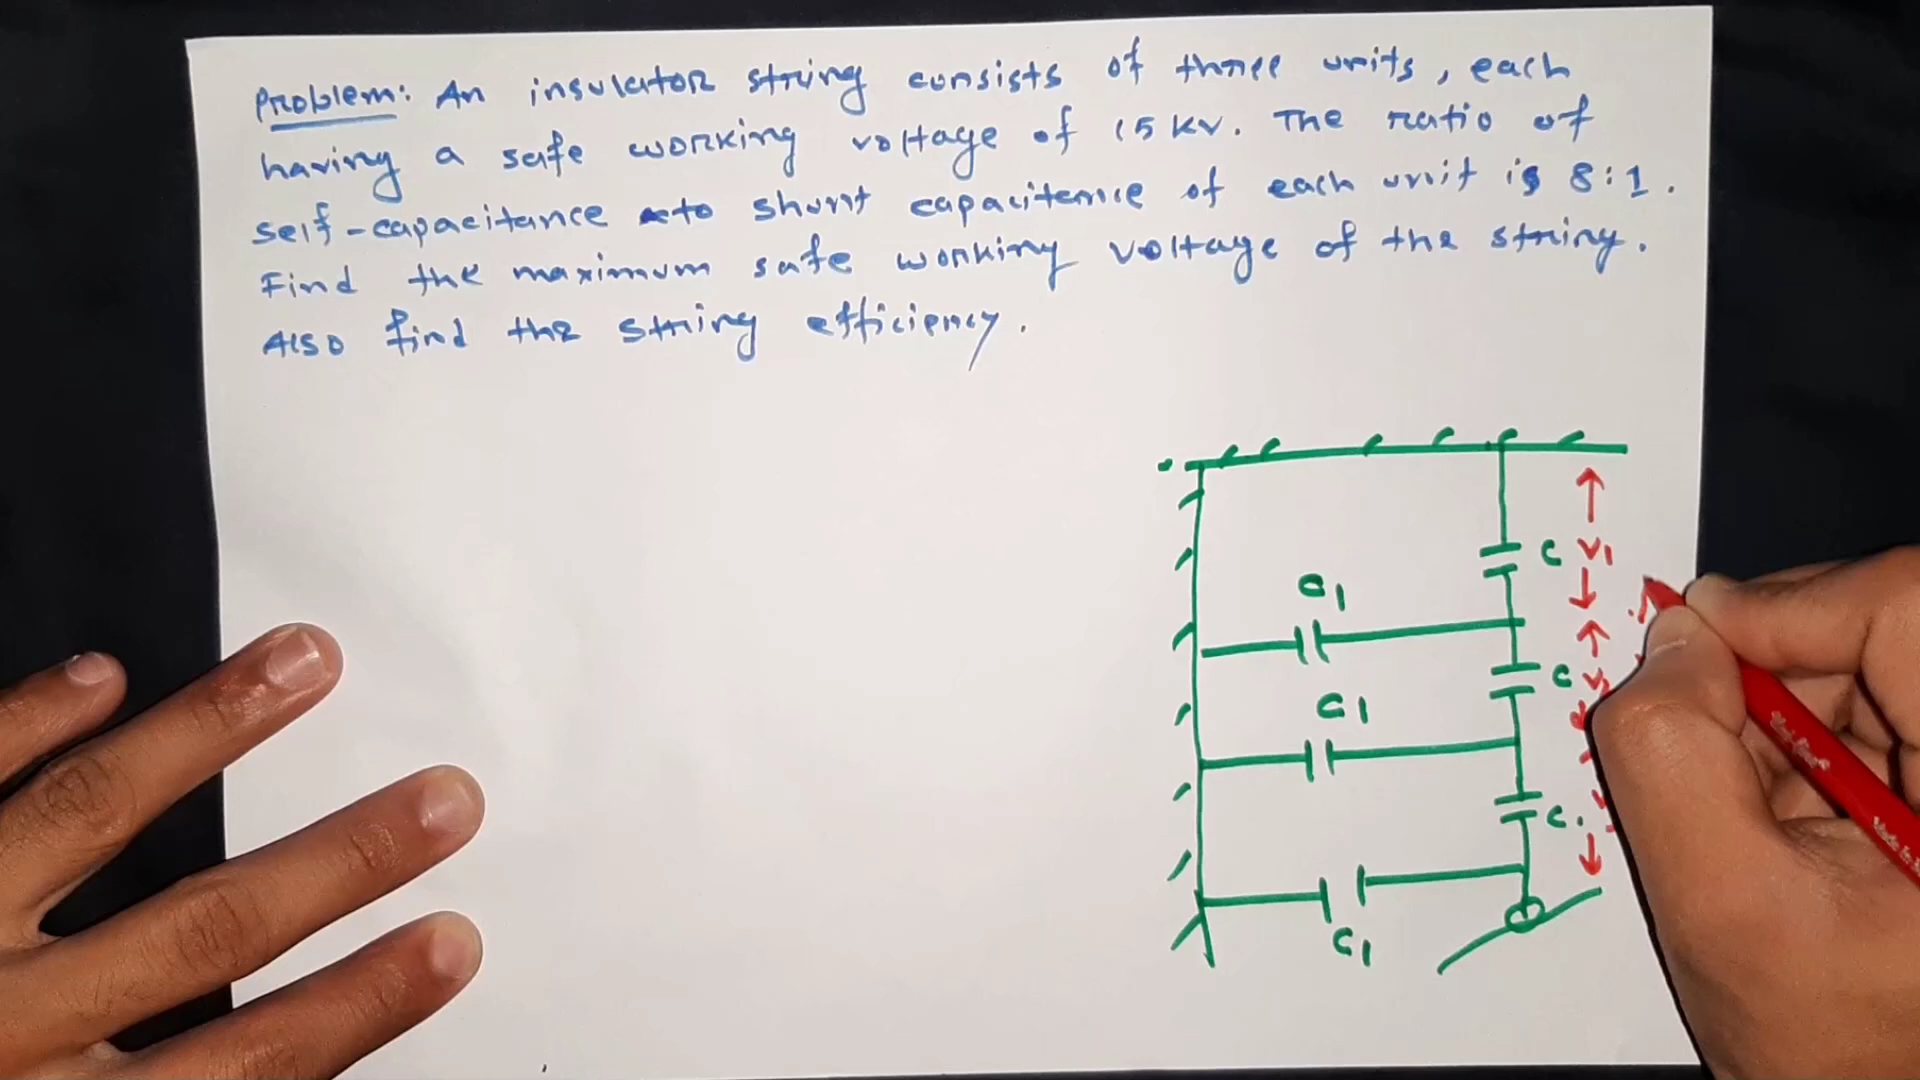 Problem: An insulator string consists of three units, each
having a safe working voltage of 15 kv. The ratio of
self-capacitance to shunt capacitence of each unit is 8:1.
Find the maximum safe working voltage of the string.
Also find the string efficiency.
C V1
C1
C
C1
C.
C1